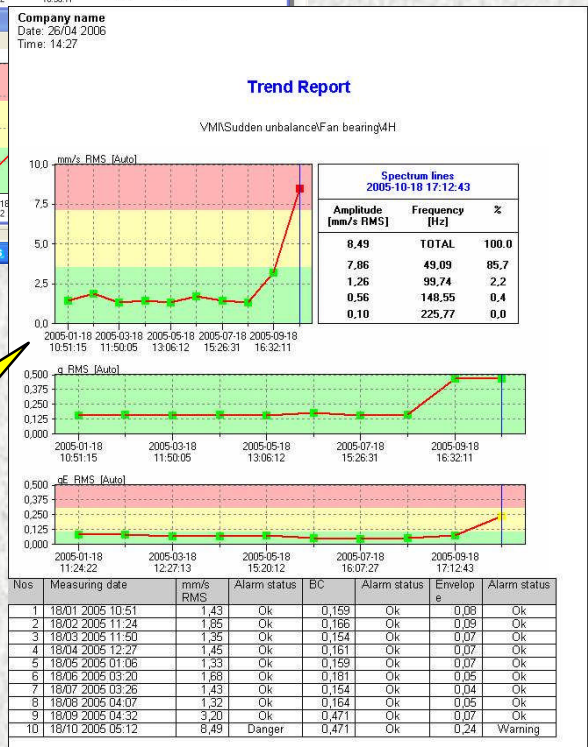 Company name
Date: 26/04 2006
Time: 14:27
Trend Report
VMI\Sudden unbalance\Fan bearing\4H
mm/s RMS [Auto]
10,0
7,5
5,0
2,5
0,0
2005-01-18 2005-03-18 2005-05-18 2005-07-18 2005-09-18
10:51:15 11:50:05 13:06:12 15:26:31 16:32:11
Spectrum lines
2005-10-18 17:12:43
Amplitude [mm/s RMS] Frequency [Hz] %
8,49 TOTAL 100.0
7,86 49,09 85,7
1,26 99,74 2,2
0,56 148,55 0,4
0,10 225,77 0,0
g RMS [Auto]
0,500
0,375
0,250
0,125
0,000
2005-01-18 2005-03-18 2005-05-18 2005-07-18 2005-09-18
10:51:15 11:50:05 13:06:12 15:26:31 16:32:11
gE RMS [Auto]
0,500
0,375
0,250
0,125
0,000
2005-01-18 2005-03-18 2005-05-18 2005-07-18 2005-09-18
11:24:22 12:27:13 15:20:12 16:07:27 17:12:43
Nos Measuring date mm/s RMS Alarm status BC Alarm status Envelope Alarm status
1 18/01 2005 10:51 1,43 Ok 0,159 Ok 0,08 Ok
2 18/02 2005 11:24 1,85 Ok 0,166 Ok 0,09 Ok
3 18/03 2005 11:50 1,35 Ok 0,154 Ok 0,07 Ok
4 18/04 2005 12:27 1,45 Ok 0,161 Ok 0,07 Ok
5 18/05 2005 01:06 1,33 Ok 0,159 Ok 0,07 Ok
6 18/06 2005 03:20 1,68 Ok 0,181 Ok 0,05 Ok
7 18/07 2005 03:26 1,43 Ok 0,154 Ok 0,04 Ok
8 18/08 2005 04:07 1,32 Ok 0,164 Ok 0,05 Ok
9 18/09 2005 04:32 3,20 Ok 0,471 Ok 0,07 Ok
10 18/10 2005 05:12 8,49 Danger 0,471 Ok 0,24 Warning